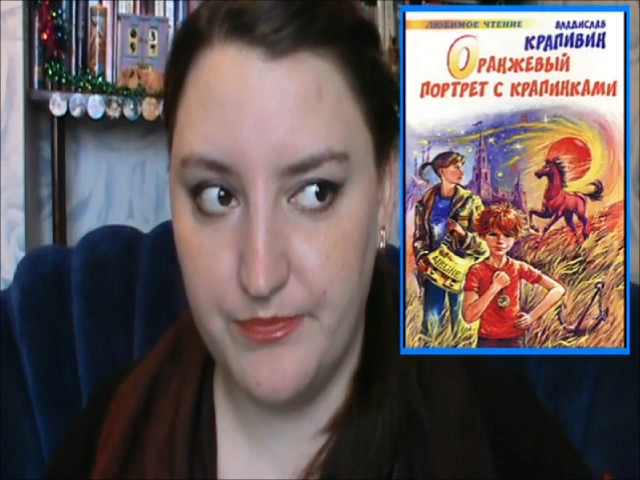 ЛЮБИМОЕ ЧТЕНИЕ
ВЛАДИСЛАВ
КРАПИВИН
ОРАНЖЕВЫЙ
ПОРТРЕТ С КРАПИНКАМИ